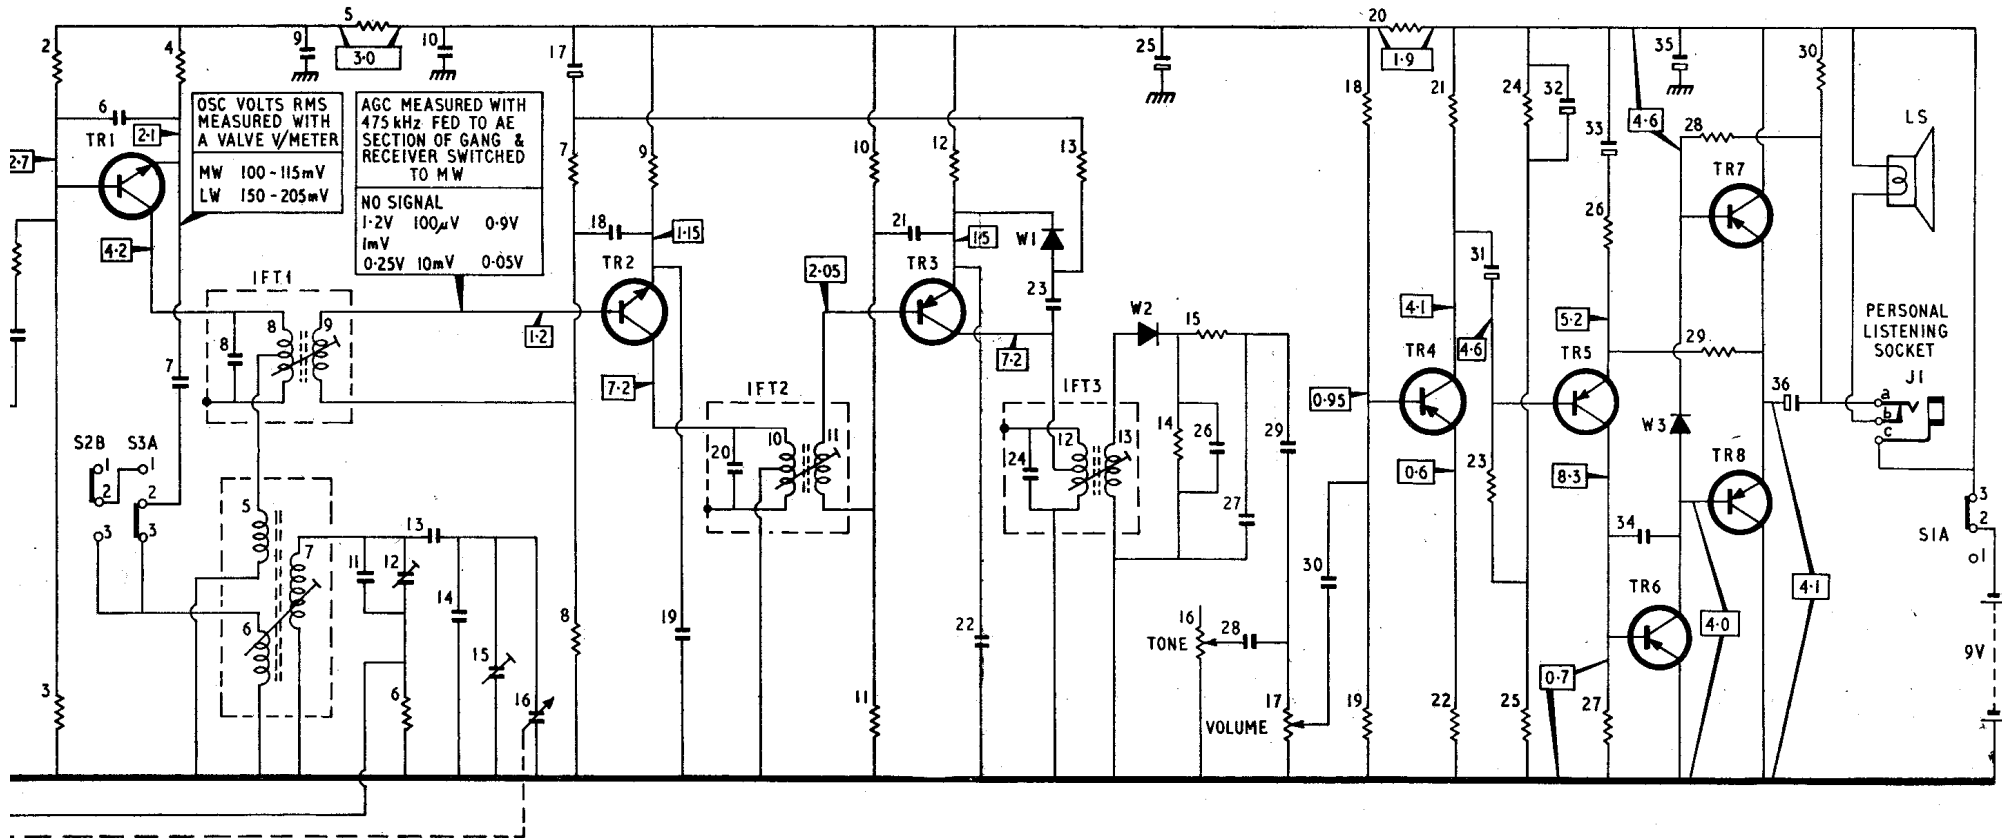 5
20
2
4
9
3·0
10
17
25
1·9
18
21
24
32
35
30
6
OSC VOLTS RMS
MEASURED WITH
A VALVE V/METER
MW 100-115mV
LW 150-205mV
AGC MEASURED WITH
475 kHz FED TO AE
SECTION OF GANG &
RECEIVER SWITCHED
TO MW
NO SIGNAL
1·2V 100µV 0·9V
1mV
0·25V 10mV 0·05V
2·1
TR1
2·7
7
9
10
12
13
33
4·6
28
LS
TR7
4·2
18
1·15
21
1·5
W1
26
IFT1
TR2
2·05
TR3
31
8
8
9
1·2
23
W2
15
4·1
5·2
PERSONAL
LISTENING
SOCKET
J1
7
7·2
7·2
TR4
4·6
TR5
29
IFT2
IFT3
0·95
36
a
b
c
S2B S3A
1
1
2
2
3
3
20
10
11
24
12
13
14
26
29
W3
TR8
0·6
23
8·3
5
7
13
11
12
14
27
30
34
3
2
1
S1A
6
8
19
22
16
TONE
28
TR6
4·0
4·1
9V
15
3
6
16
11
17
VOLUME
19
22
25
0·7
27